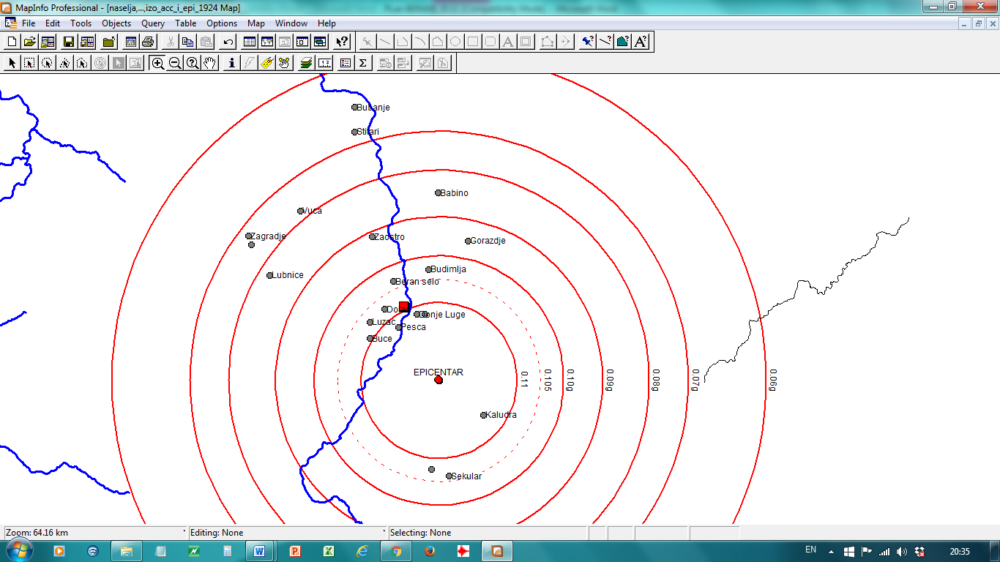 MapInfo Professional - [naselja,...,izo_acc_i_epi_1924 Map]
File Edit Tools Objects Query Table Options Map Window Help
Bubanje
Stitari
Babino
Vuca
Zagradje
Zaostro
Gorazdje
Budimlja
Lubnice
Beran selo
Donje Luge
Luzac
Pesca
Buce
EPICENTAR
0.11
0.105
0.10g
0.09g
0.08g
0.07g
0.06g
Kaludra
Sekular
Zoom: 64.16 km
Editing: None
Selecting: None
EN
20:35